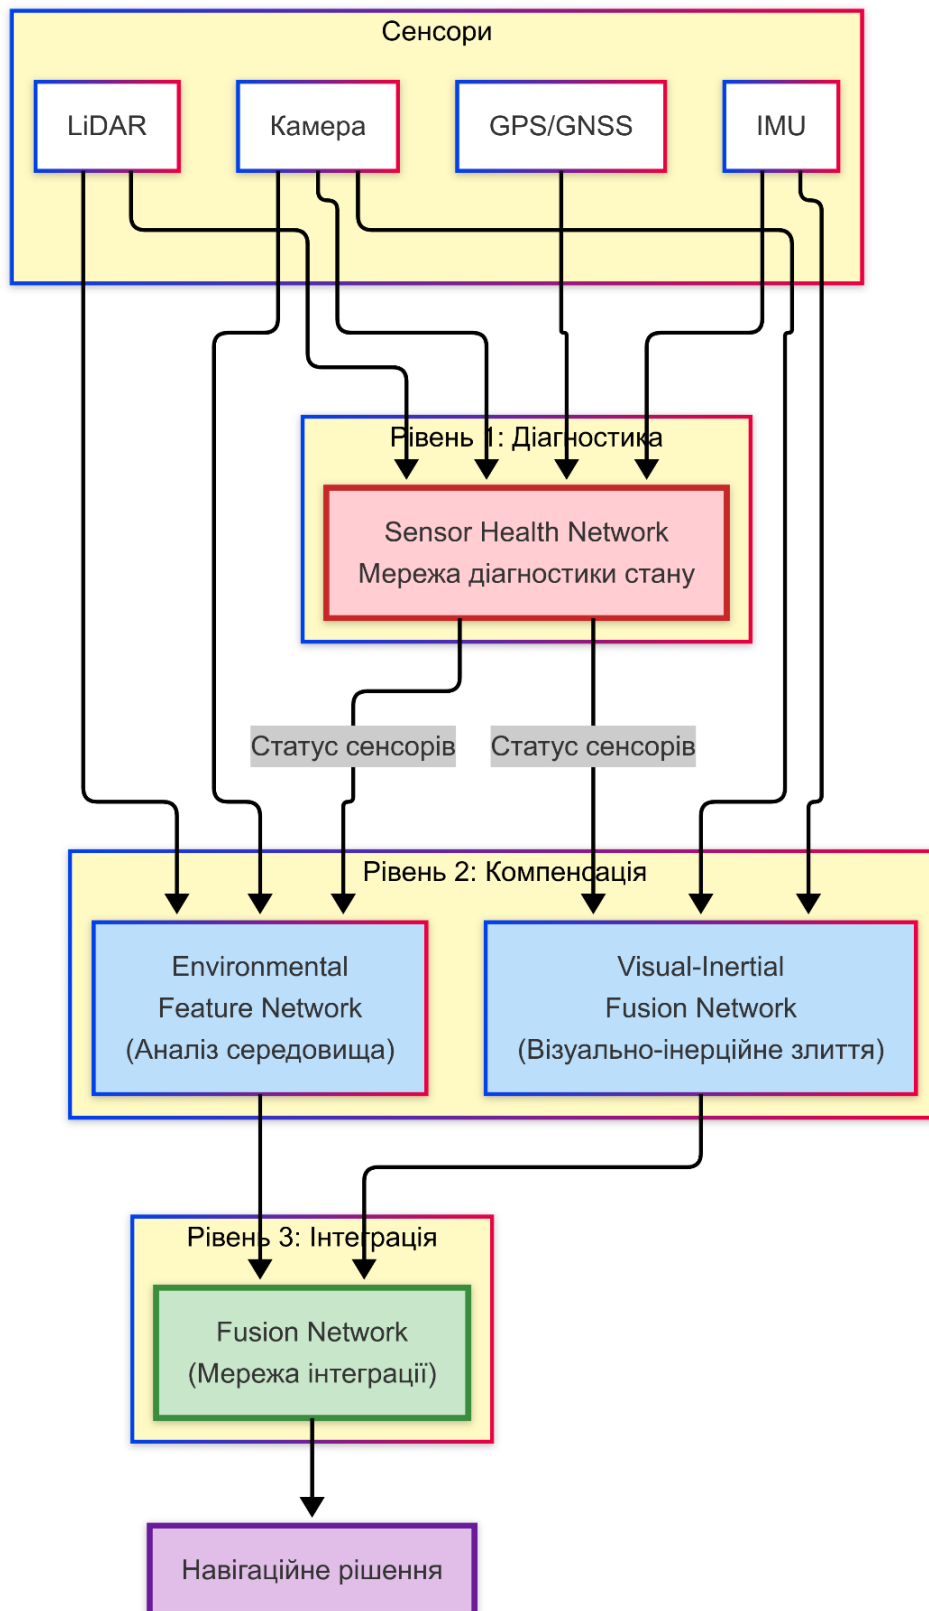 Сенсори
LiDAR
Камера
GPS/GNSS
IMU
Рівень 1: Діагностика
Sensor Health Network
Мережа діагностики стану
Статус сенсорів
Статус сенсорів
Рівень 2: Компенсація
Environmental
Feature Network
(Аналіз середовища)
Visual-Inertial
Fusion Network
(Візуально-інерційне злиття)
Рівень 3: Інтеграція
Fusion Network
(Мережа інтеграції)
Навігаційне рішення